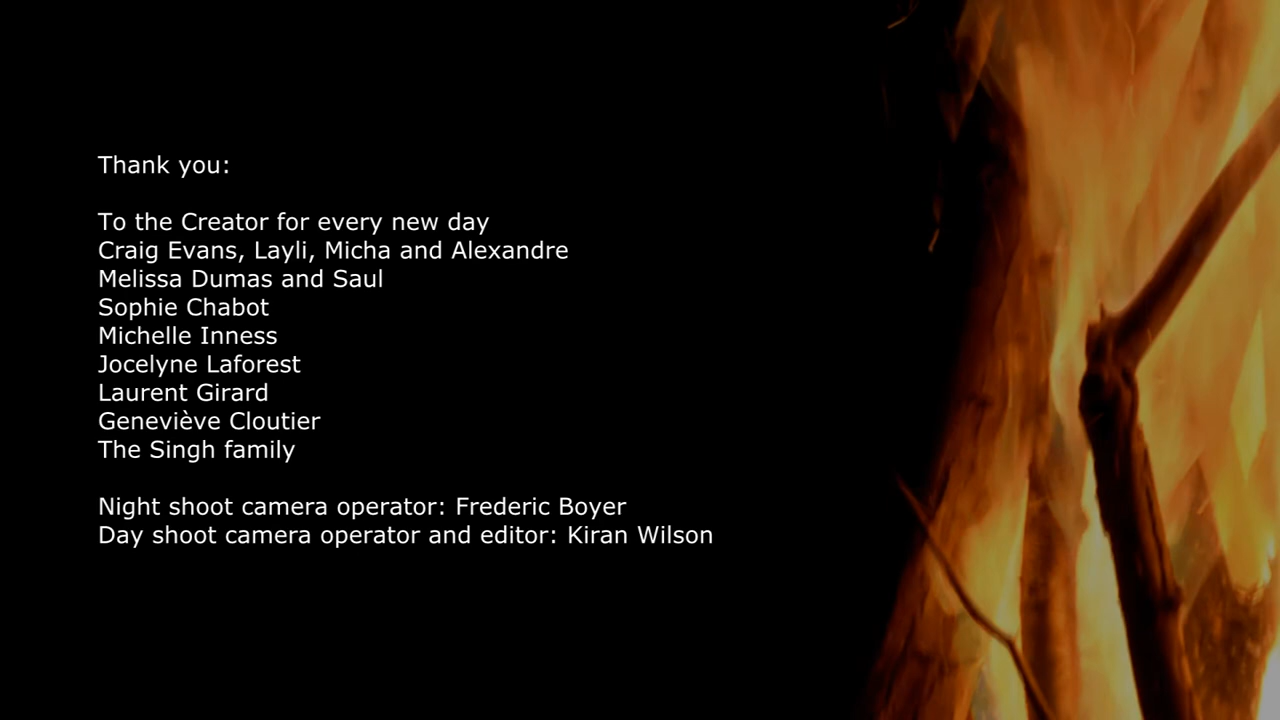 Thank you:
To the Creator for every new day
Craig Evans, Layli, Micha and Alexandre
Melissa Dumas and Saul
Sophie Chabot
Michelle Inness
Jocelyne Laforest
Laurent Girard
Geneviève Cloutier
The Singh family
Night shoot camera operator: Frederic Boyer
Day shoot camera operator and editor: Kiran Wilson